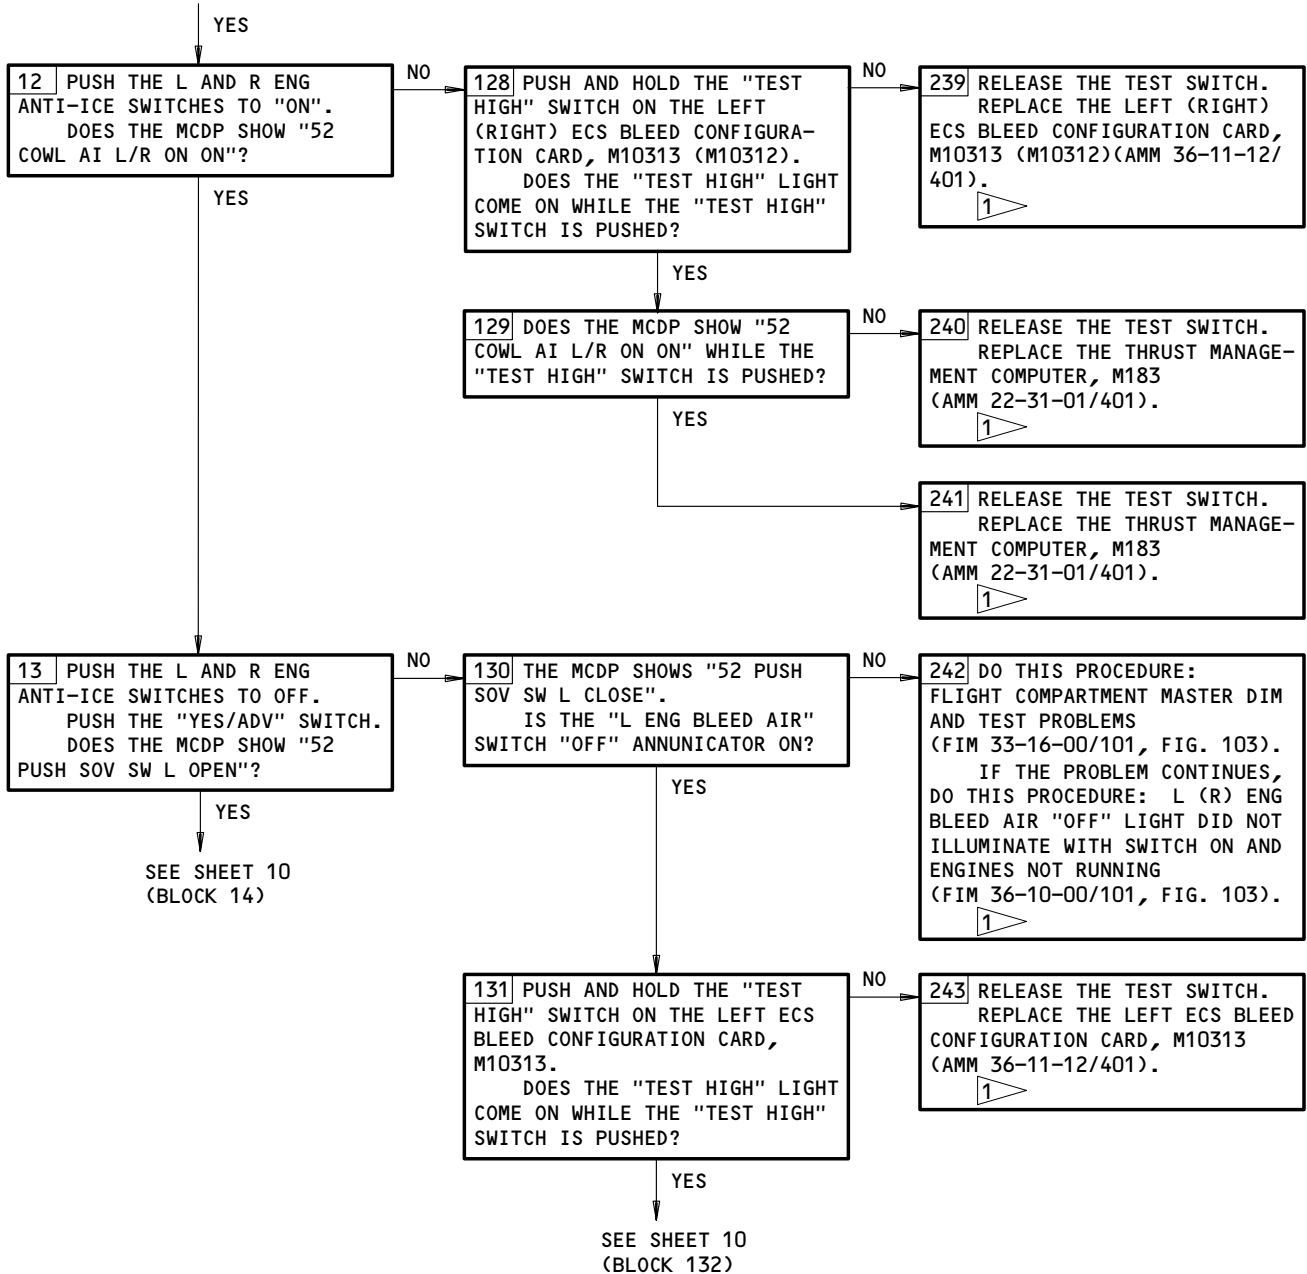 YES
12 PUSH THE L AND R ENG
ANTI-ICE SWITCHES TO "ON".
DOES THE MCDP SHOW "52
COWL AI L/R ON ON"?
NO
YES
128 PUSH AND HOLD THE "TEST
HIGH" SWITCH ON THE LEFT
(RIGHT) ECS BLEED CONFIGURA-
TION CARD, M10313 (M10312).
DOES THE "TEST HIGH" LIGHT
COME ON WHILE THE "TEST HIGH"
SWITCH IS PUSHED?
NO
YES
239 RELEASE THE TEST SWITCH.
REPLACE THE LEFT (RIGHT)
ECS BLEED CONFIGURATION CARD,
M10313 (M10312)(AMM 36-11-12/
401).
1
129 DOES THE MCDP SHOW "52
COWL AI L/R ON ON" WHILE THE
"TEST HIGH" SWITCH IS PUSHED?
NO
YES
240 RELEASE THE TEST SWITCH.
REPLACE THE THRUST MANAGE-
MENT COMPUTER, M183
(AMM 22-31-01/401).
1
241 RELEASE THE TEST SWITCH.
REPLACE THE THRUST MANAGE-
MENT COMPUTER, M183
(AMM 22-31-01/401).
1
13 PUSH THE L AND R ENG
ANTI-ICE SWITCHES TO OFF.
PUSH THE "YES/ADV" SWITCH.
DOES THE MCDP SHOW "52
PUSH SOV SW L OPEN"?
NO
YES
SEE SHEET 10
(BLOCK 14)
130 THE MCDP SHOWS "52 PUSH
SOV SW L CLOSE".
IS THE "L ENG BLEED AIR"
SWITCH "OFF" ANNUNICATOR ON?
NO
YES
242 DO THIS PROCEDURE:
FLIGHT COMPARTMENT MASTER DIM
AND TEST PROBLEMS
(FIM 33-16-00/101, FIG. 103).
IF THE PROBLEM CONTINUES,
DO THIS PROCEDURE: L (R) ENG
BLEED AIR "OFF" LIGHT DID NOT
ILLUMINATE WITH SWITCH ON AND
ENGINES NOT RUNNING
(FIM 36-10-00/101, FIG. 103).
1
131 PUSH AND HOLD THE "TEST
HIGH" SWITCH ON THE LEFT ECS
BLEED CONFIGURATION CARD,
M10313.
DOES THE "TEST HIGH" LIGHT
COME ON WHILE THE "TEST HIGH"
SWITCH IS PUSHED?
NO
YES
SEE SHEET 10
(BLOCK 132)
243 RELEASE THE TEST SWITCH.
REPLACE THE LEFT ECS BLEED
CONFIGURATION CARD, M10313
(AMM 36-11-12/401).
1